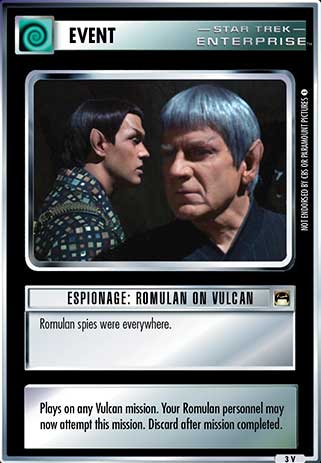 EVENT
STAR TREK
ENTERPRISE™
NOT ENDORSED BY CBS OR PARAMOUNT PICTURES
ESPIONAGE: ROMULAN ON VULCAN
Romulan spies were everywhere.
Plays on any Vulcan mission. Your Romulan personnel may
now attempt this mission. Discard after mission completed.
3 V